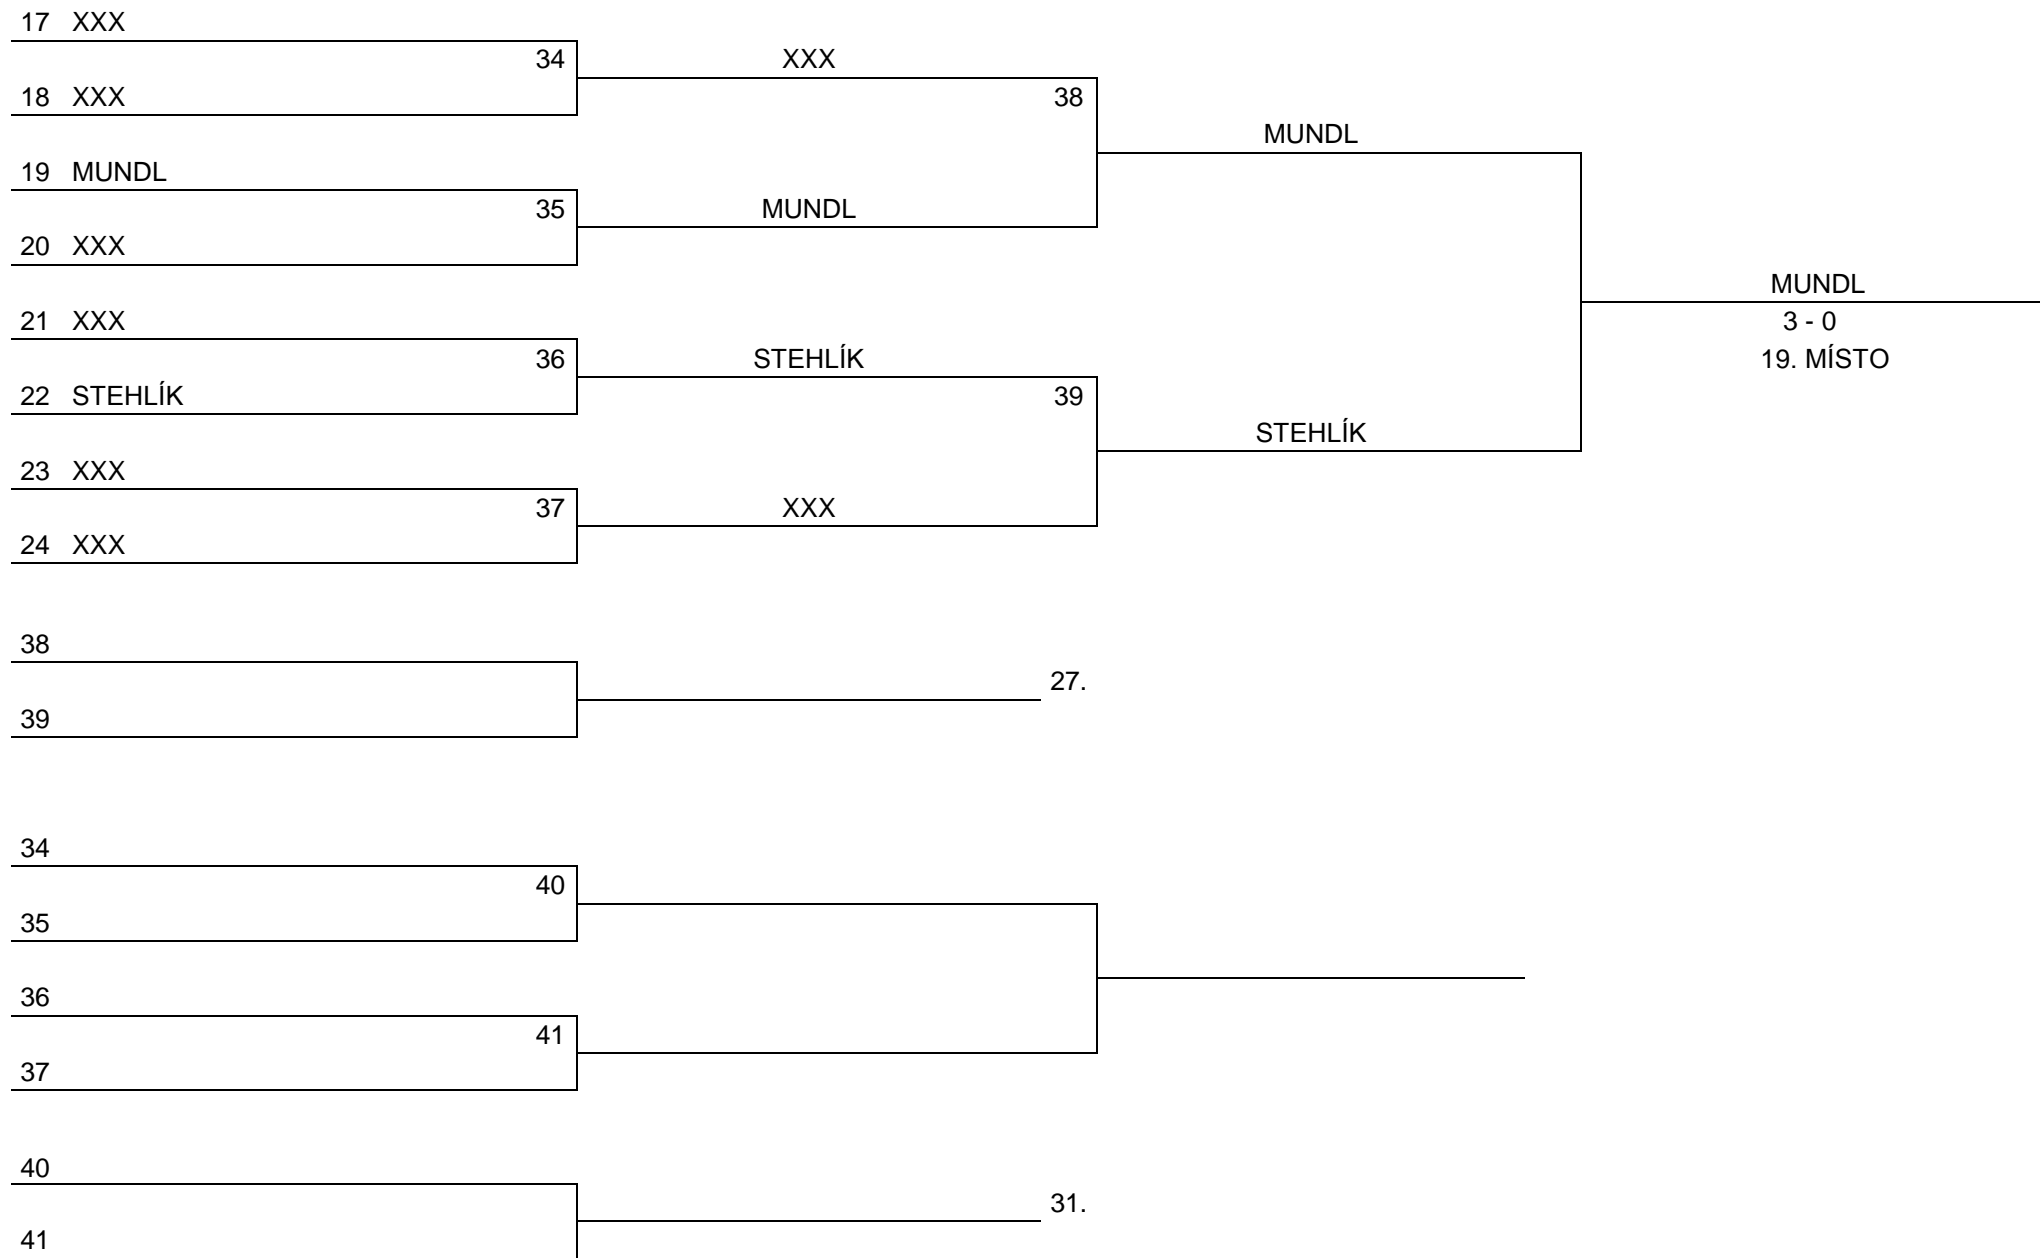 17 XXX
34 XXX
18 XXX
38
MUNDL
19 MUNDL
35 MUNDL
20 XXX
MUNDL
21 XXX
3 - 0
36 STEHLÍK
19. MÍSTO
22 STEHLÍK
39
STEHLÍK
23 XXX
37 XXX
24 XXX
38
27.
39
34
40
35
36
41
37
40
31.
41